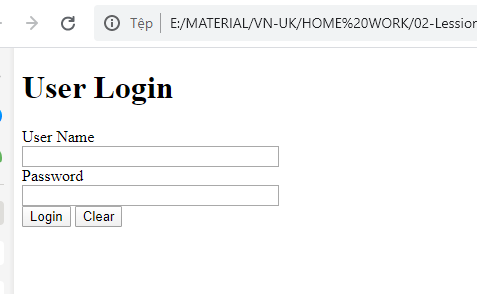 Tệp E:/MATERIAL/VN-UK/HOME%20WORK/02-Lession
User Login
User Name
Password
Login Clear